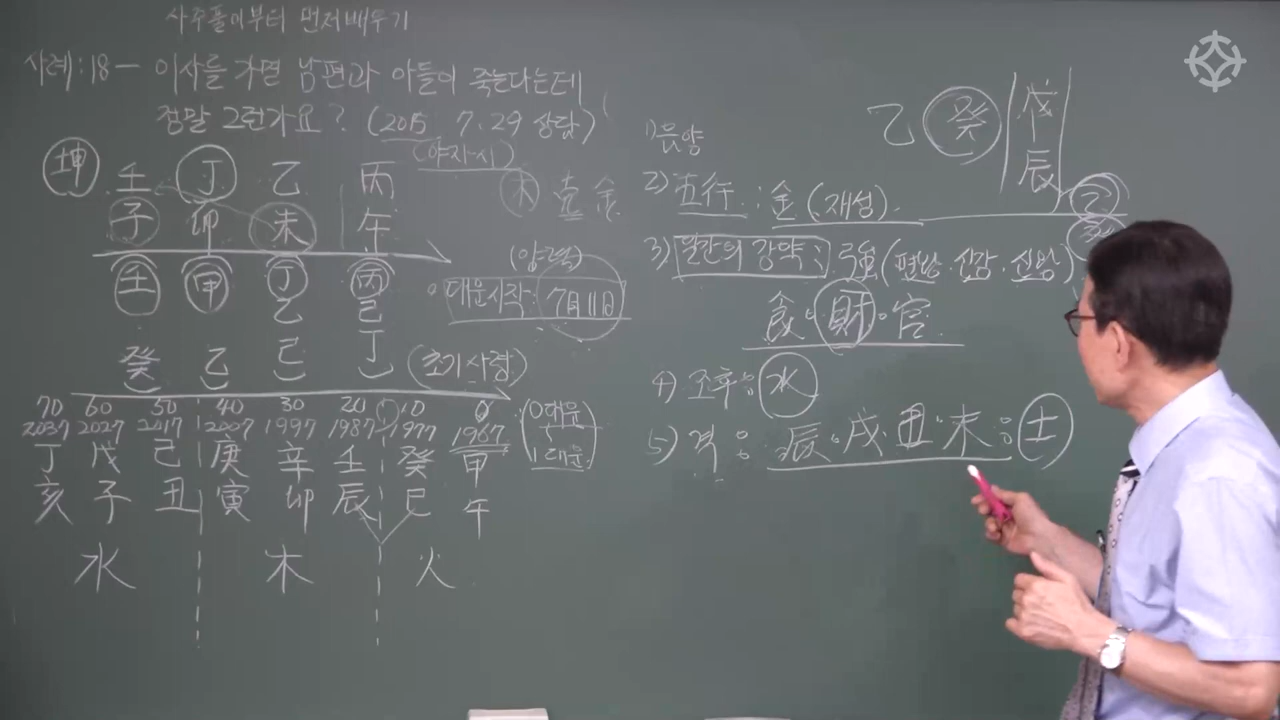 사주풀이부터 먼저배우기
사례:18- 이사를 가면 남편과 아들이 죽는다는데
정말 그런가요? (2015. 7. 29 상담)
(야자시)
坤 壬 丁 乙 丙
子 卯 未 午
木 金
壬 甲 丁 丙
乙 己
癸 乙 己 丁 (초기사령)
(양력)
대운시작: 7月11日
70 60 50 40 30 20 10 0
2037 2027 2017 2007 1997 1987 1977 1967
(0대운
1대운)
丁 戊 己 庚 辛 壬 癸 甲
亥 子 丑 寅 卯 辰 巳 午
水 木 火
乙 癸 戊
辰
乙
癸
1) 음양
2) 五行: 金 (재성).
3) 일간의 강약: 強 (편방·신강·신방)
食·財·官
4) 조후: 水
5) 격: 辰·戌·丑·未: 土